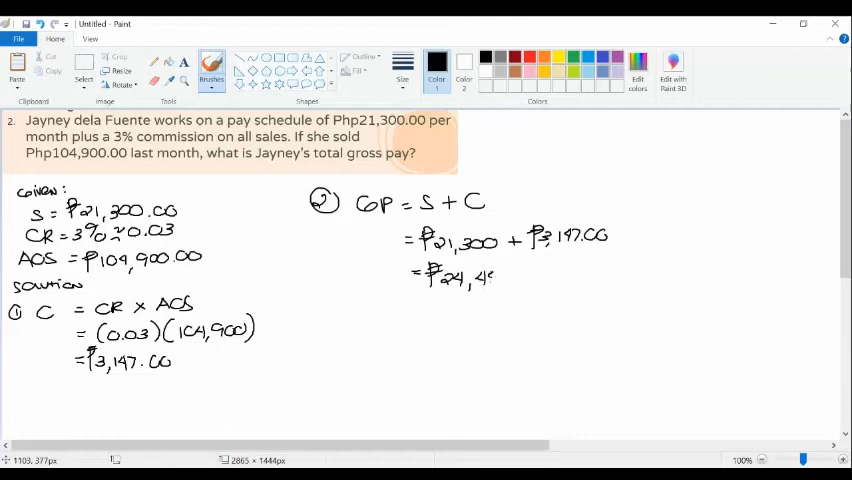 Untitled - Paint
File Home View
Paste
Cut
Copy
Clipboard
Select
Crop
Resize
Rotate
Image
Tools
Brushes
Shapes
Outline
Fill
Size
Color 1
Color 2
Colors
Edit colors
Edit with Paint 3D
2. Jayney dela Fuente works on a pay schedule of Php21,300.00 per
month plus a 3% commission on all sales. If she sold
Php104,900.00 last month, what is Jayney's total gross pay?
Given:
S = ₱21,300.00
CR = 3% ≈ 0.03
AOS = ₱104,900.00
Solution
① C = CR × AOS
= (0.03)(104,900)
= ₱3,147.00
② GP = S + C
= ₱21,300 + ₱3,147.00
= ₱24,4
1103, 377px
2865 × 1444px
100%